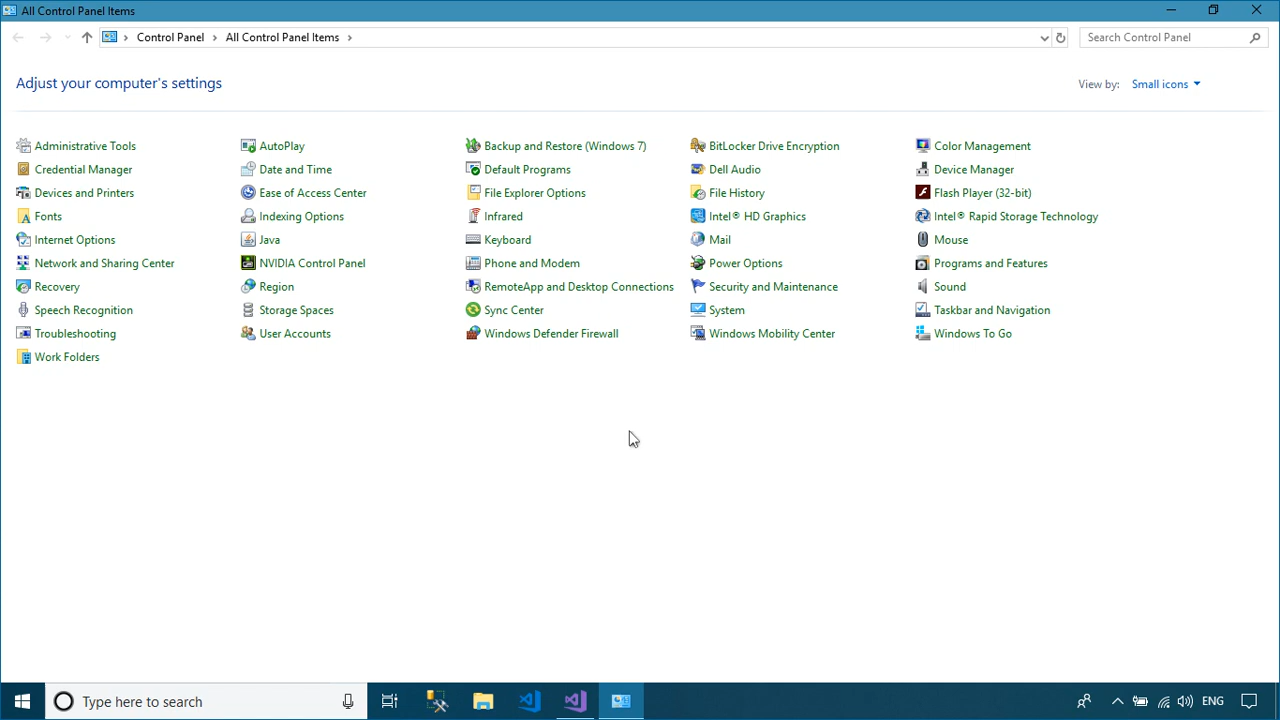 All Control Panel Items
Control Panel All Control Panel Items
Search Control Panel
Adjust your computer's settings
View by: Small icons
Administrative Tools AutoPlay Backup and Restore (Windows 7) BitLocker Drive Encryption Color Management
Credential Manager Date and Time Default Programs Dell Audio Device Manager
Devices and Printers Ease of Access Center File Explorer Options File History Flash Player (32-bit)
Fonts Indexing Options Infrared Intel® HD Graphics Intel® Rapid Storage Technology
Internet Options Java Keyboard Mail Mouse
Network and Sharing Center NVIDIA Control Panel Phone and Modem Power Options Programs and Features
Recovery Region RemoteApp and Desktop Connections Security and Maintenance Sound
Speech Recognition Storage Spaces Sync Center System Taskbar and Navigation
Troubleshooting User Accounts Windows Defender Firewall Windows Mobility Center Windows To Go
Work Folders
Type here to search
ENG